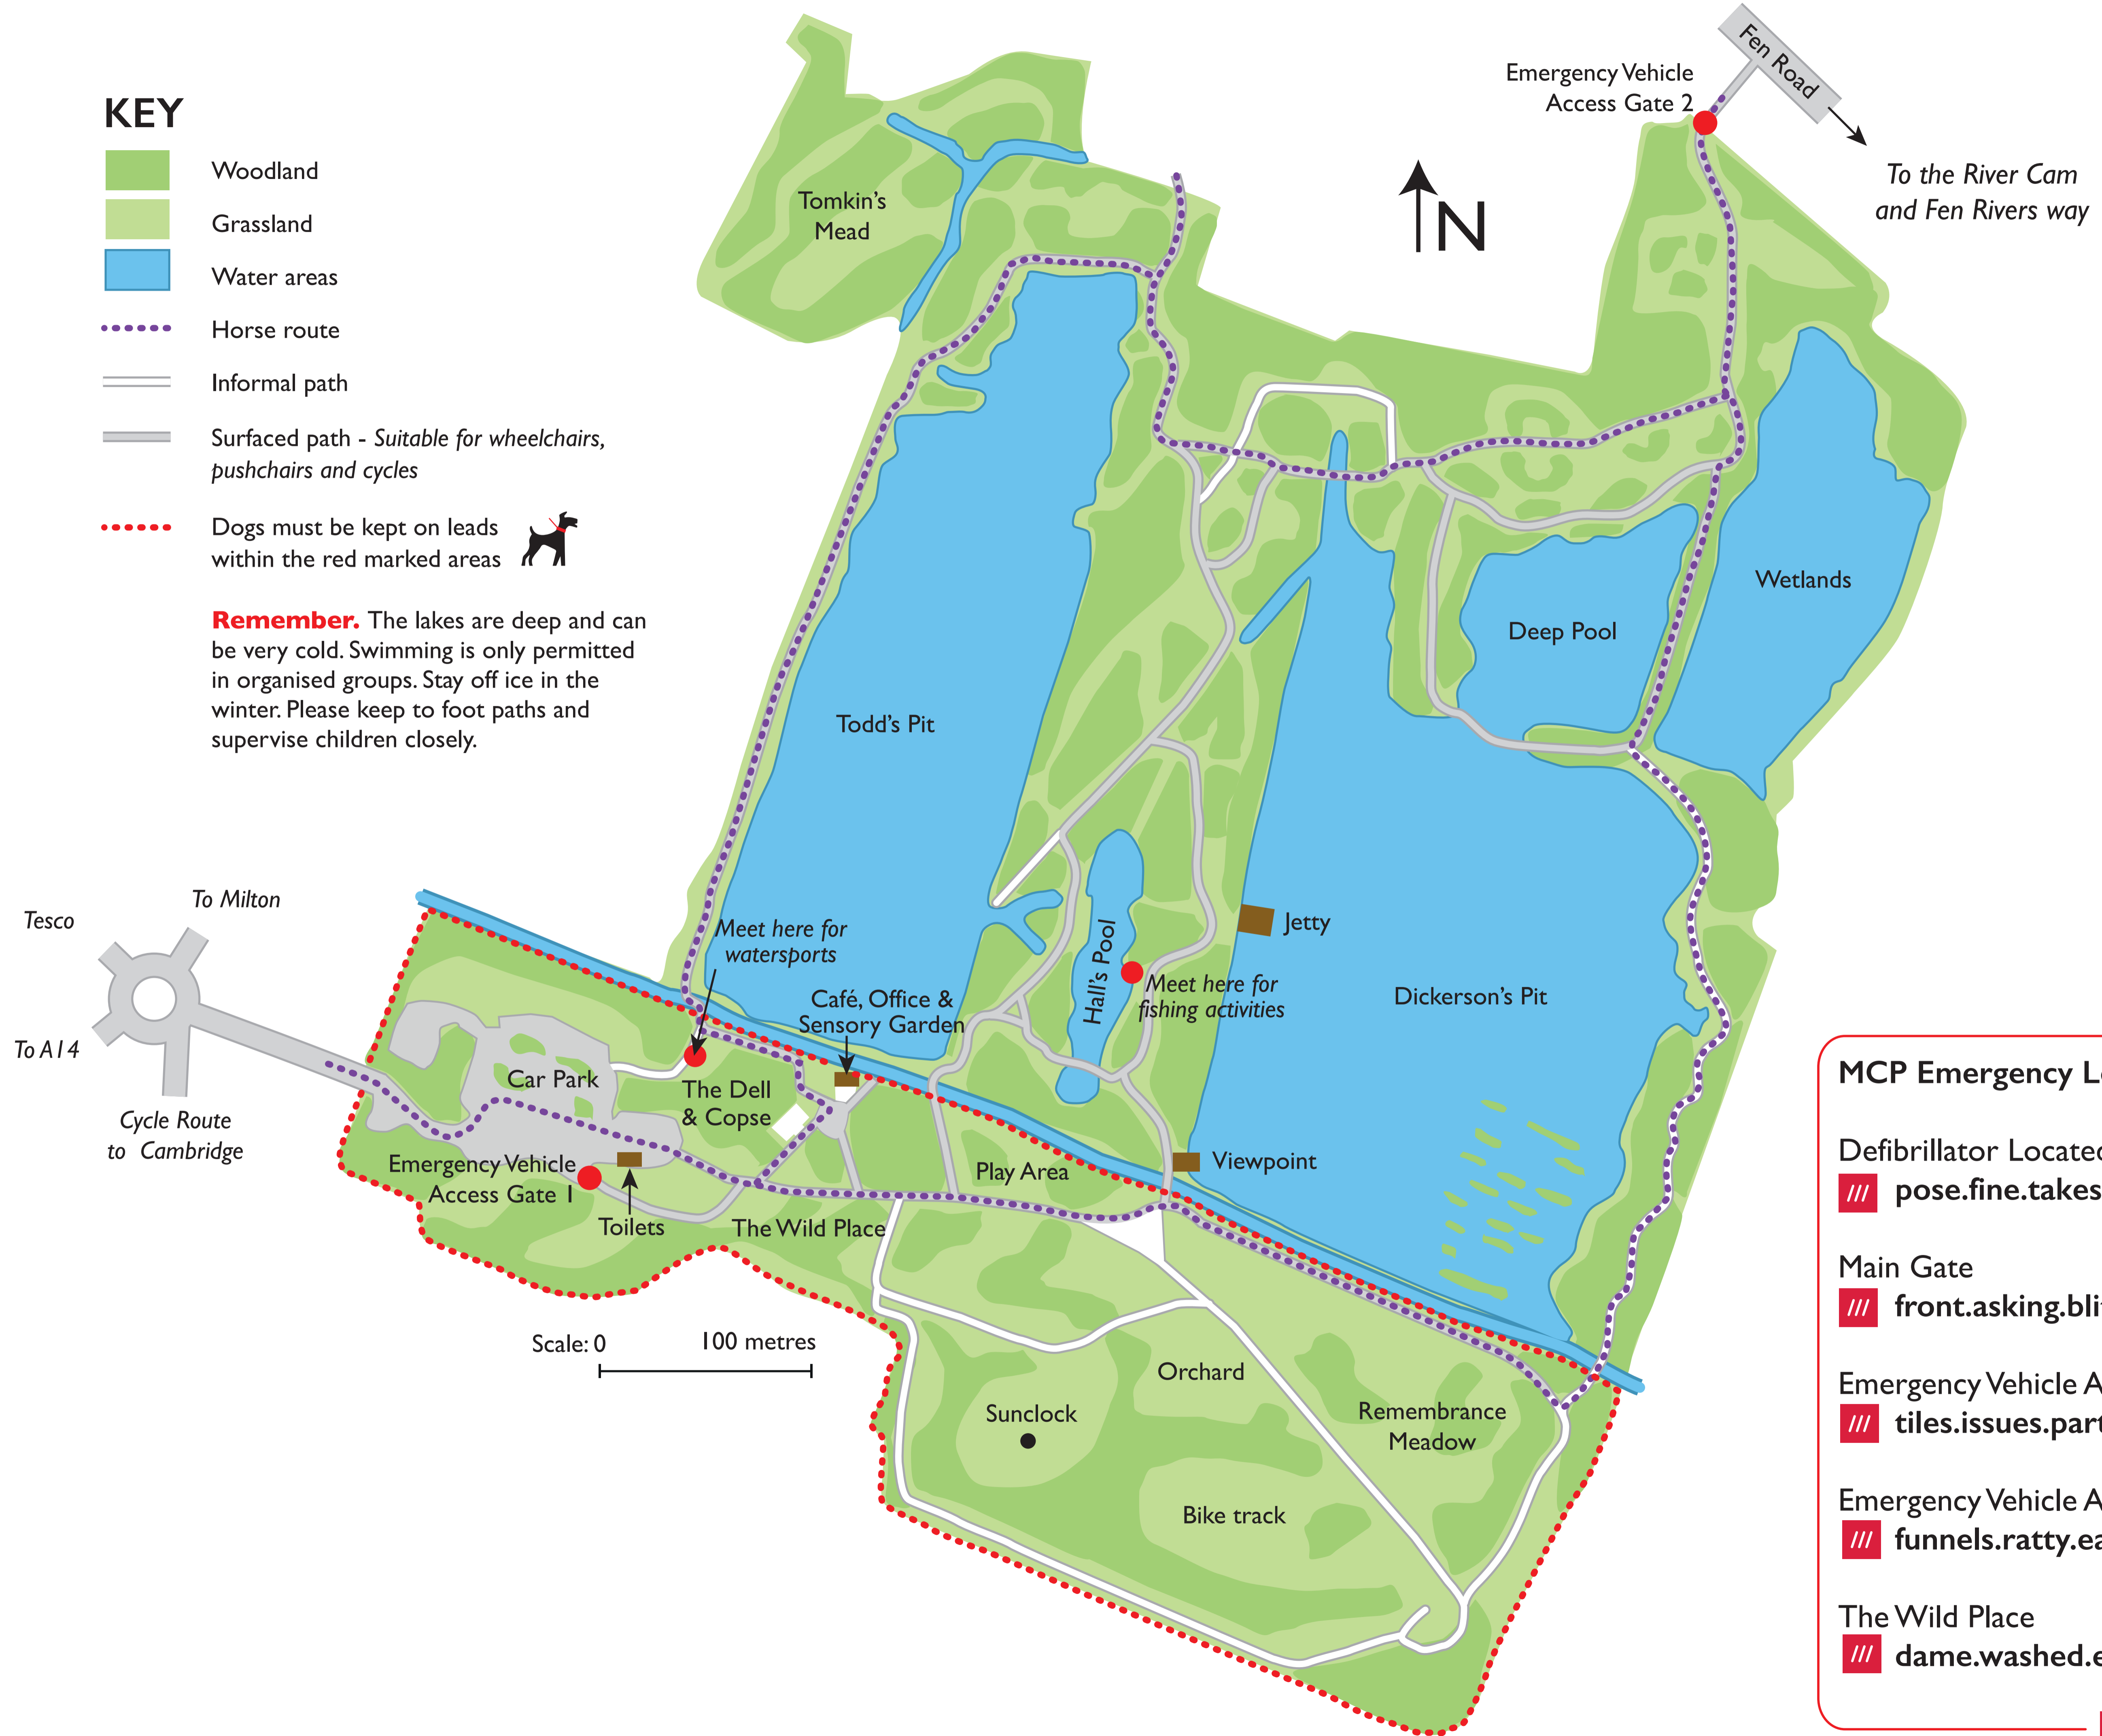 KEY
Woodland
Grassland
Water areas
Horse route
Informal path
Surfaced path - Suitable for wheelchairs,
pushchairs and cycles
Dogs must be kept on leads
within the red marked areas
Remember. The lakes are deep and can
be very cold. Swimming is only permitted
in organised groups. Stay off ice in the
winter. Please keep to foot paths and
supervise children closely.
Tomkin's
Mead
N
Emergency Vehicle
Access Gate 2
Fen Road
To the River Cam
and Fen Rivers way
Wetlands
Deep Pool
Todd's Pit
To Milton
Tesco
To A14
Cycle Route
to Cambridge
Meet here for
watersports
Café, Office &
Sensory Garden
Hall's Pool
Meet here for
fishing activities
Jetty
Dickerson's Pit
Car Park
The Dell
& Copse
Emergency Vehicle
Access Gate 1
Toilets
The Wild Place
Play Area
Viewpoint
Scale: 0
100 metres
Orchard
Sunclock
Remembrance
Meadow
Bike track
MCP Emergency
Defibrillator Located
/// pose.fine.takes
Main Gate
/// front.asking.
Emergency Vehicle
/// tiles.issues.
Emergency Vehicle
/// funnels.ratty.
The Wild Place
/// dame.washed.